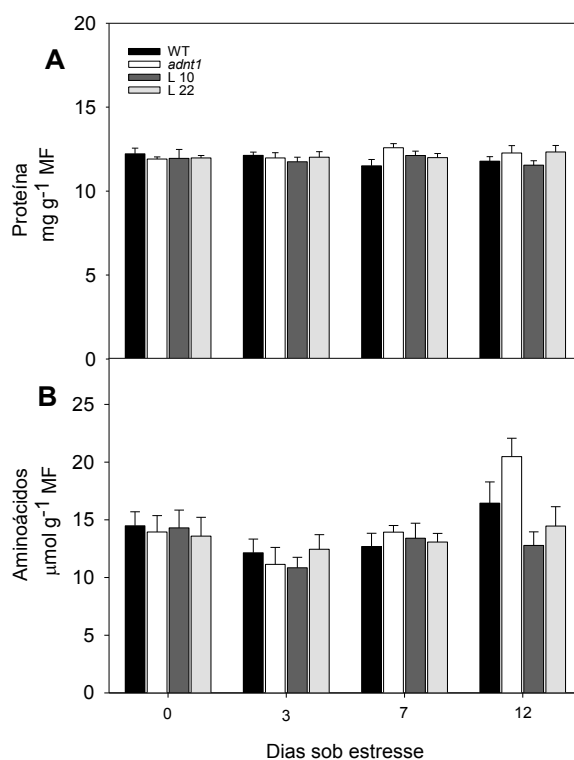 A
WT
adnt1
L 10
L 22
20
15
10
5
0
Proteína
mg g-1 MF
B
25
20
15
10
5
0
Aminoácidos
µmol g-1 MF
0 3 7 12
Dias sob estresse